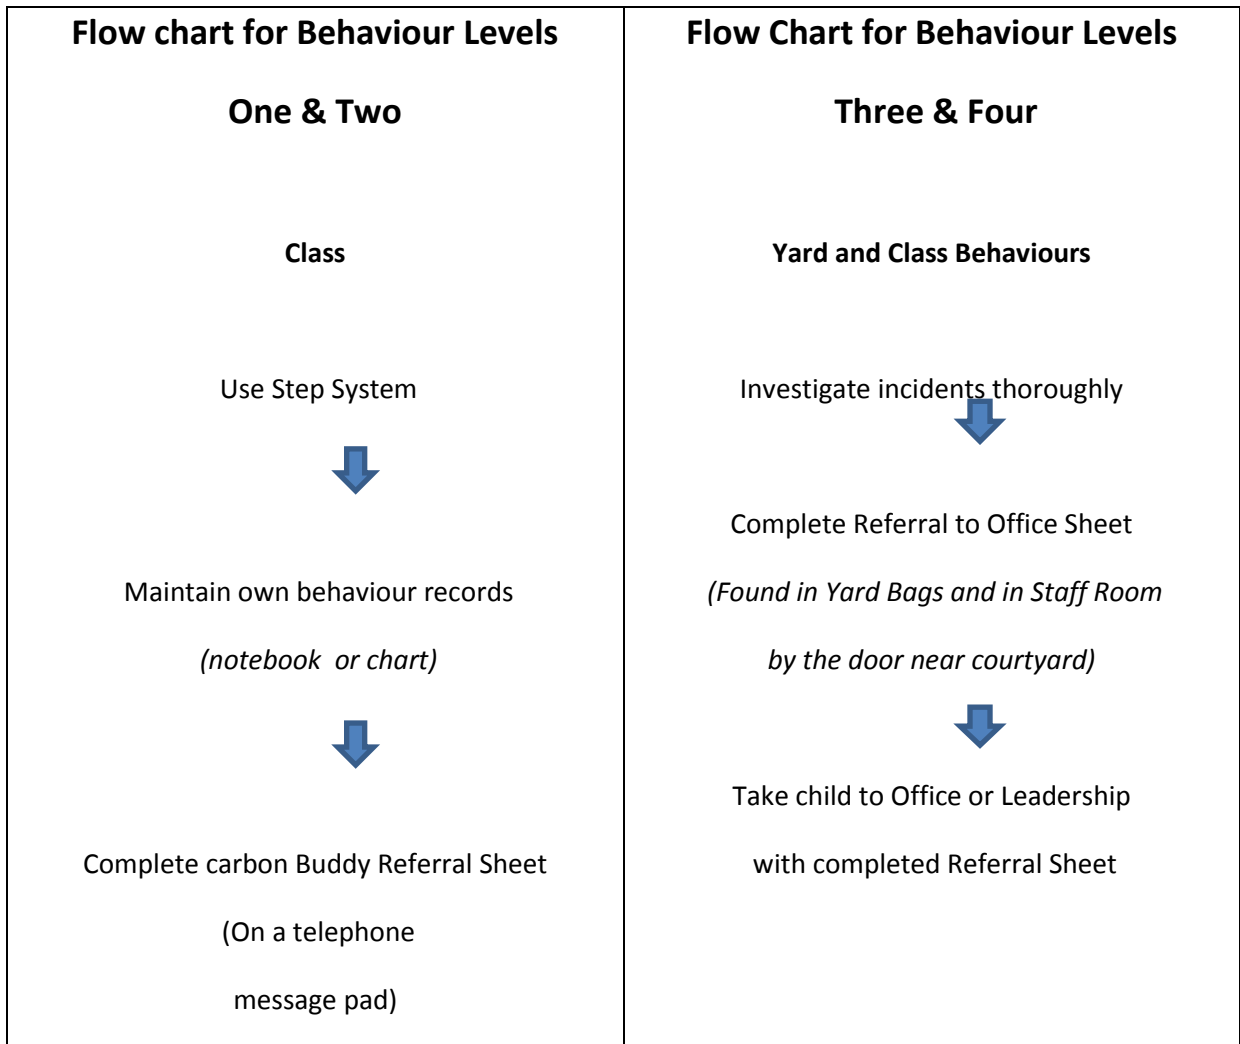 Flow chart for Behaviour Levels
One & Two
Class
Use Step System
Maintain own behaviour records
(notebook  or chart)
Complete carbon Buddy Referral Sheet
(On a telephone
message pad)
Flow Chart for Behaviour Levels
Three & Four
Yard and Class Behaviours
Investigate incidents thoroughly
Complete Referral to Office Sheet
(Found in Yard Bags and in Staff Room
by the door near courtyard)
Take child to Office or Leadership
with completed Referral Sheet